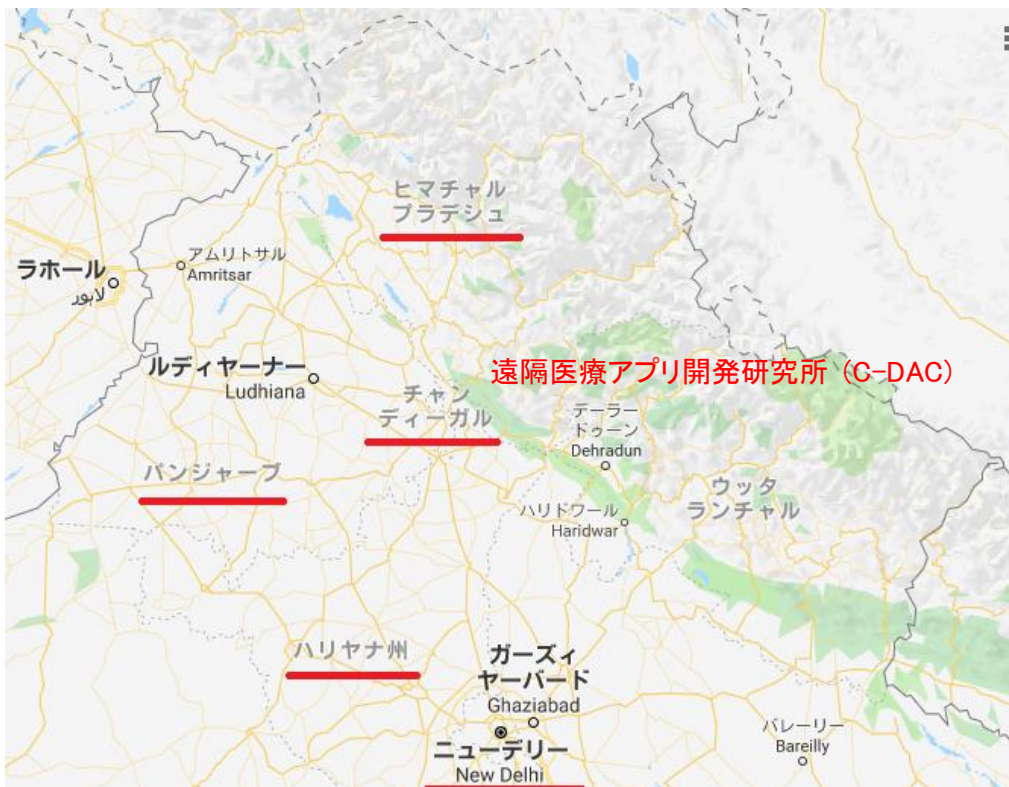 ヒマチャル
プラデシュ
アムリトサル
Amritsar
ラホール
لاہور
ルディヤーナー
Ludhiana
遠隔医療アプリ開発研究所 (C-DAC)
チャン
ディーガル
デーラー
ドゥーン
Dehradun
パンジャーブ
ウッタ
ランチャル
ハリドワール
Haridwar
ハリヤナ州
ガーズィ
ヤーバード
Ghaziabad
バレーリー
Bareilly
ニューデリー
New Delhi